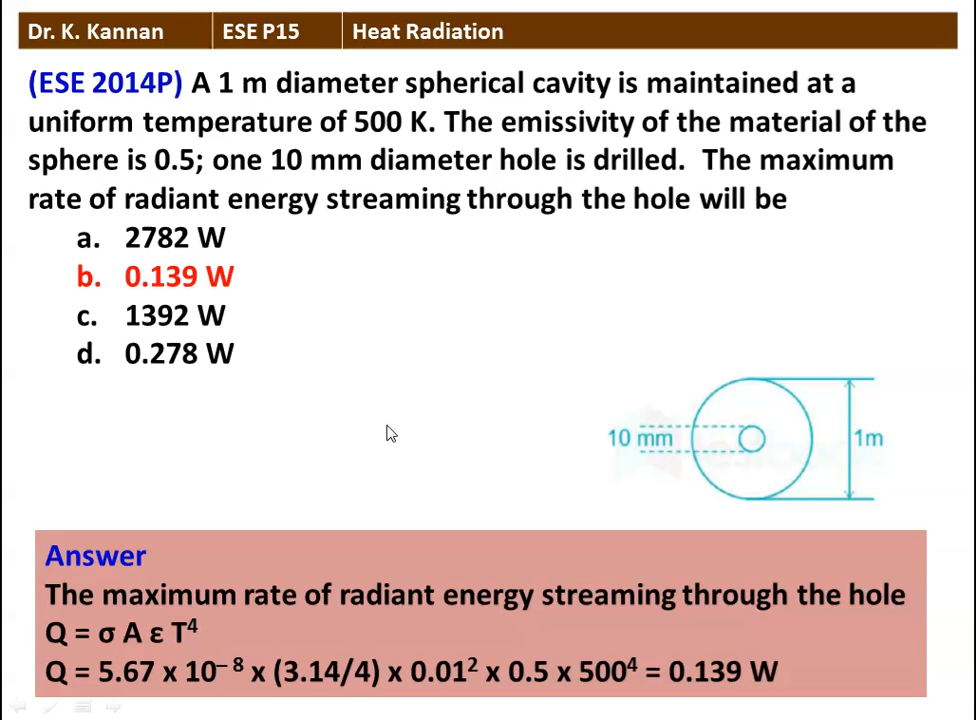 Dr. K. Kannan ESE P15 Heat Radiation
(ESE 2014P) A 1 m diameter spherical cavity is maintained at a
uniform temperature of 500 K. The emissivity of the material of the
sphere is 0.5; one 10 mm diameter hole is drilled. The maximum
rate of radiant energy streaming through the hole will be
a. 2782 W
b. 0.139 W
c. 1392 W
d. 0.278 W
10 mm
1m
Answer
The maximum rate of radiant energy streaming through the hole
Q = σ A ε T⁴
Q = 5.67 x 10⁻⁸ x (3.14/4) x 0.01² x 0.5 x 500⁴ = 0.139 W